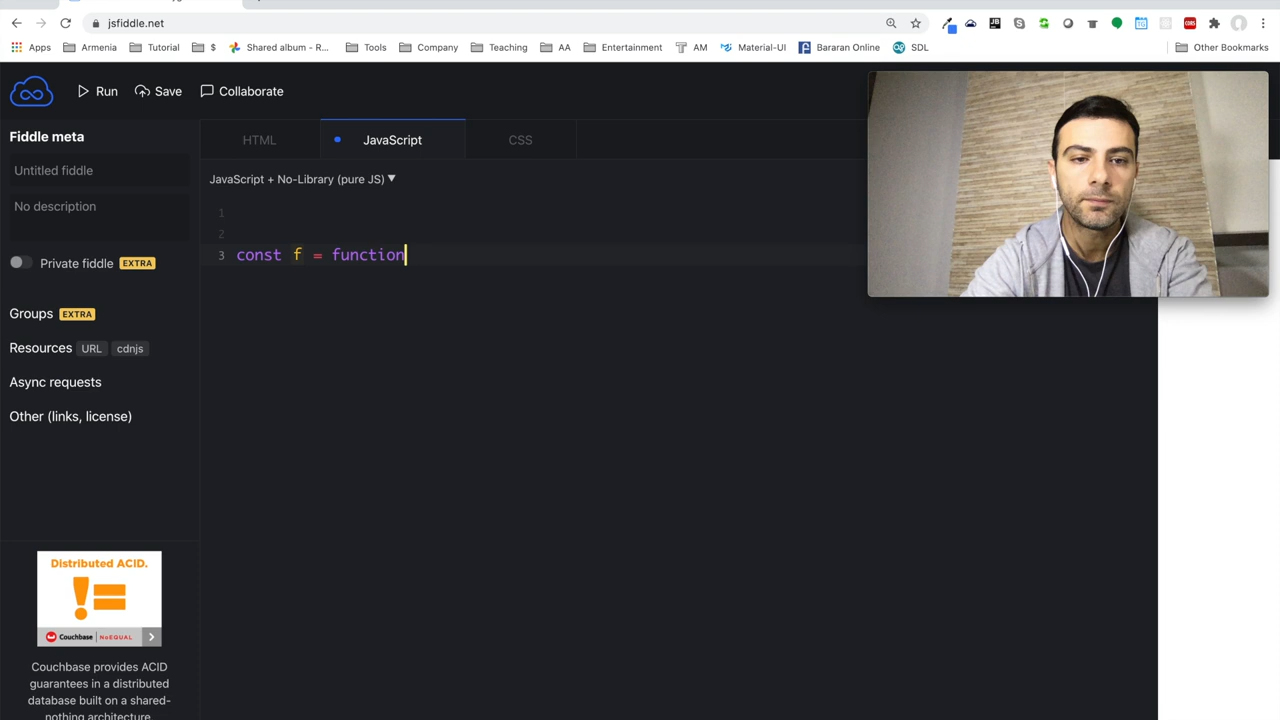 jsfiddle.net
Apps Armenia Tutorial $ Shared album - R... Tools Company Teaching AA Entertainment AM Material-UI Bararan Online SDL Other Bookmarks
Run Save Collaborate
Fiddle meta
Untitled fiddle
No description
Private fiddle EXTRA
Groups EXTRA
Resources URL cdnjs
Async requests
Other (links, license)
Distributed ACID.
!=
Couchbase | NoEQUAL
Couchbase provides ACID
guarantees in a distributed
database built on a shared-
nothing architecture.
HTML JavaScript CSS
JavaScript + No-Library (pure JS) ▼
1
2
3 const f = function